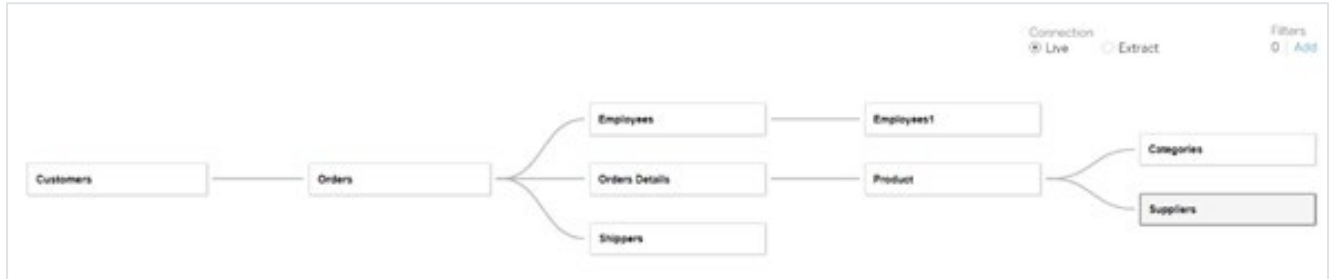 Connection
Live Extract
Filters
0 Add
Employees
Employees1
Categories
Customers
Orders
Orders Details
Product
Suppliers
Shippers